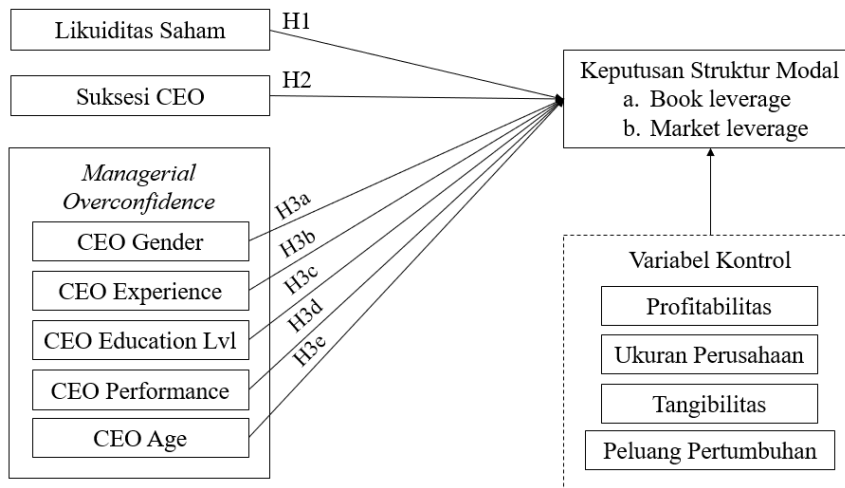 Likuiditas Saham
H1
Suksesi CEO
H2
Managerial
Overconfidence
CEO Gender
H3a
CEO Experience
H3b
CEO Education Lvl
H3c
CEO Performance
H3d
CEO Age
H3e
Keputusan Struktur Modal
a. Book leverage
b. Market leverage
Variabel Kontrol
Profitabilitas
Ukuran Perusahaan
Tangibilitas
Peluang Pertumbuhan